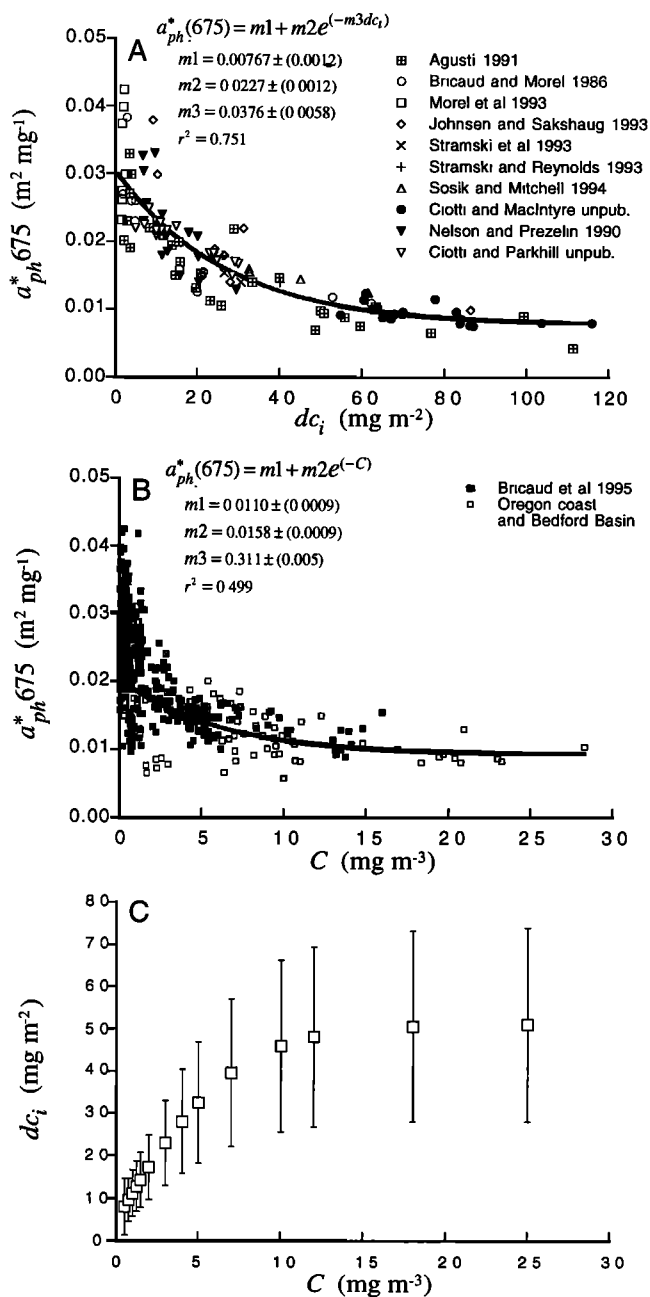 A
a*ph(675) = m1 + m2e^(-m3dci)
m1 = 0.00767 ± (0.0012)
m2 = 0 0227 ± (0 0012)
m3 = 0.0376 ± (0 0058)
r² = 0.751
Agusti 1991
Bricaud and Morel 1986
Morel et al 1993
Johnsen and Sakshaug 1993
Stramski et al 1993
Stramski and Reynolds 1993
Sosik and Mitchell 1994
Ciotti and MacIntyre unpub.
Nelson and Prezelin 1990
Ciotti and Parkhill unpub.
0.05
0.04
0.03
0.02
0.01
0.00
a*ph675 (m² mg⁻¹)
0 20 40 60 80 100 120
dci (mg m⁻²)
B
a*ph.(675) = m1 + m2e^(-C)
m1 = 0 0110 ± (0 0009)
m2 = 0.0158 ± (0.0009)
m3 = 0.311 ± (0.005)
r² = 0 499
Bricaud et al 1995
Oregon coast
and Bedford Basin
0.05
0.04
0.03
0.02
0.01
0.00
a*ph675 (m² mg⁻¹)
0 5 10 15 20 25 30
C (mg m⁻³)
C
80
70
60
50
40
30
20
10
0
dci (mg m⁻²)
0 5 10 15 20 25 30
C (mg m⁻³)